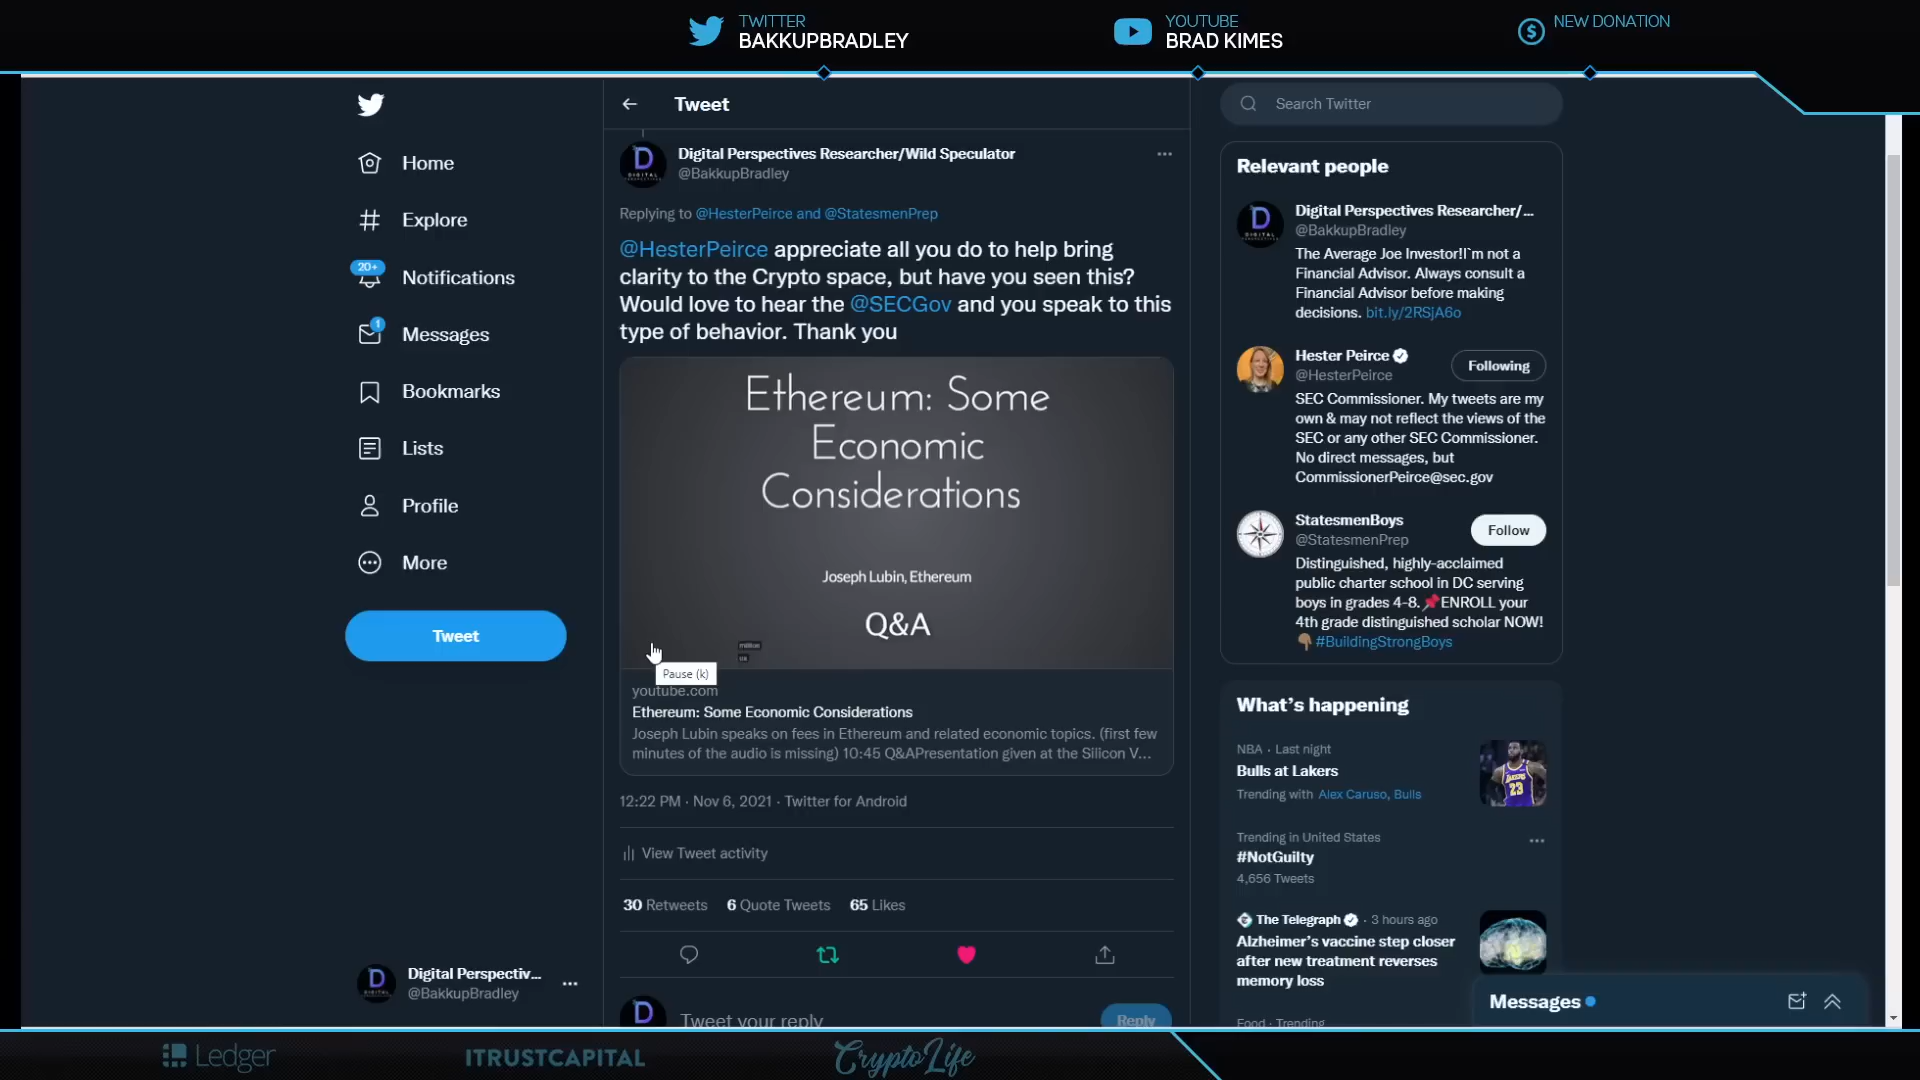 TWITTER
BAKKUPBRADLEY
YOUTUBE
BRAD KIMES
NEW DONATION
Home
Explore
20+
Notifications
1
Messages
Bookmarks
Lists
Profile
More
Tweet
Digital Perspectiv...
@BakkupBradley
Tweet
Digital Perspectives Researcher/Wild Speculator
@BakkupBradley
Replying to @HesterPeirce and @StatesmenPrep
@HesterPeirce appreciate all you do to help bring
clarity to the Crypto space, but have you seen this?
Would love to hear the @SECGov and you speak to this
type of behavior. Thank you
Ethereum: Some
Economic
Considerations
Joseph Lubin, Ethereum
Q&A
Pause (k)
youtube.com
Ethereum: Some Economic Considerations
Joseph Lubin speaks on fees in Ethereum and related economic topics. (first few
minutes of the audio is missing) 10:45 Q&APresentation given at the Silicon V...
12:22 PM · Nov 6, 2021 · Twitter for Android
View Tweet activity
30 Retweets 6 Quote Tweets 65 Likes
Tweet your reply
Reply
Search Twitter
Relevant people
Digital Perspectives Researcher/...
@BakkupBradley
The Average Joe Investor!I`m not a
Financial Advisor. Always consult a
Financial Advisor before making
decisions. bit.ly/2RSjA6o
Hester Peirce
@HesterPeirce
Following
SEC Commissioner. My tweets are my
own & may not reflect the views of the
SEC or any other SEC Commissioner.
No direct messages, but
CommissionerPeirce@sec.gov
StatesmenBoys
@StatesmenPrep
Follow
Distinguished, highly-acclaimed
public charter school in DC serving
boys in grades 4-8.📌ENROLL your
4th grade distinguished scholar NOW!
👇🏽#BuildingStrongBoys
What's happening
NBA · Last night
Bulls at Lakers
Trending with Alex Caruso, Bulls
23
Trending in United States
#NotGuilty
4,656 Tweets
The Telegraph · 3 hours ago
Alzheimer's vaccine step closer
after new treatment reverses
memory loss
Food · Trending
Messages
Ledger
ITRUSTCAPITAL
CryptoLife